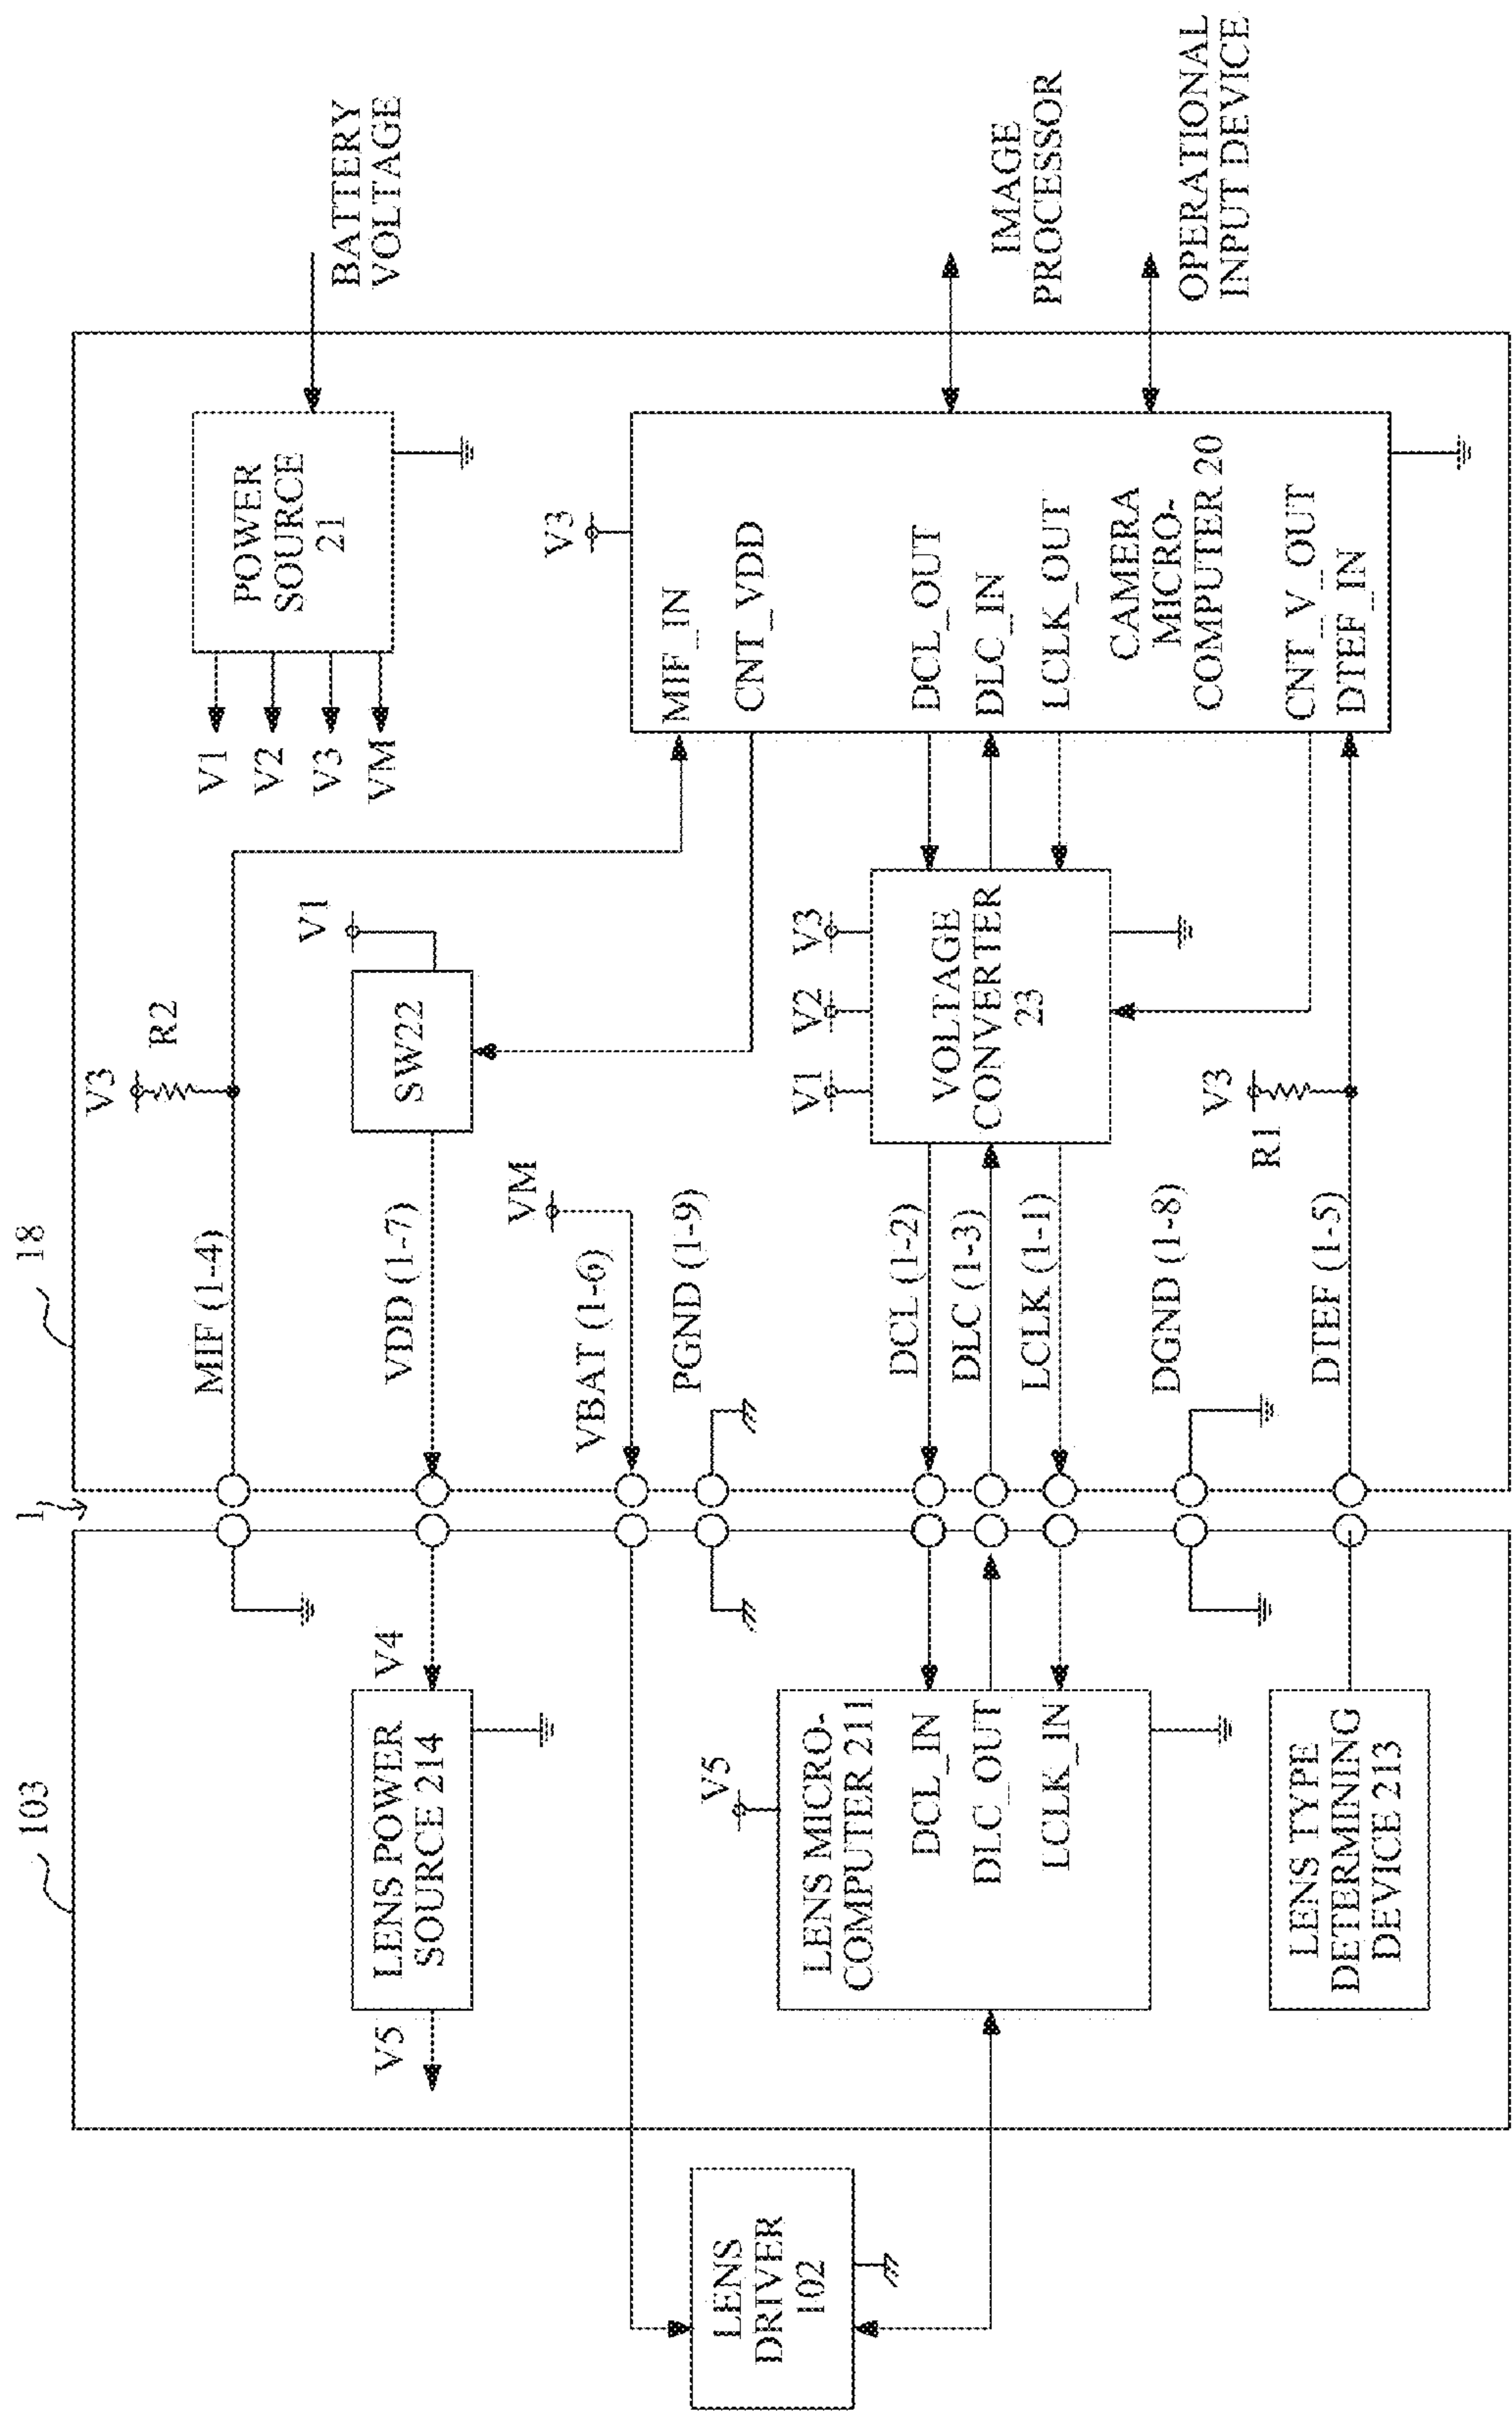 103
1
18
V5
LENS POWER
SOURCE 214
V4
MIF (1-4)
VDD (1-7)
V3
R2
SW22
V1
V1
V2
V3
VM
POWER
SOURCE
21
BATTERY
VOLTAGE
VM
VBAT (1-6)
PGND (1-9)
V3
MIF_IN
CNT_VDD
LENS
DRIVER
102
V5
LENS MICRO-
COMPUTER 211
DCL_IN
DLC_OUT
LCLK_IN
DCL (1-2)
DLC (1-3)
LCLK (1-1)
V1
V2
V3
VOLTAGE
CONVERTER
23
DCL_OUT
DLC_IN
LCLK_OUT
CAMERA
MICRO-
COMPUTER 20
CNT_V_OUT
DTEF_IN
IMAGE
PROCESSOR
OPERATIONAL
INPUT DEVICE
DGND (1-8)
LENS TYPE
DETERMINING
DEVICE 213
DTEF (1-5)
V3
R1